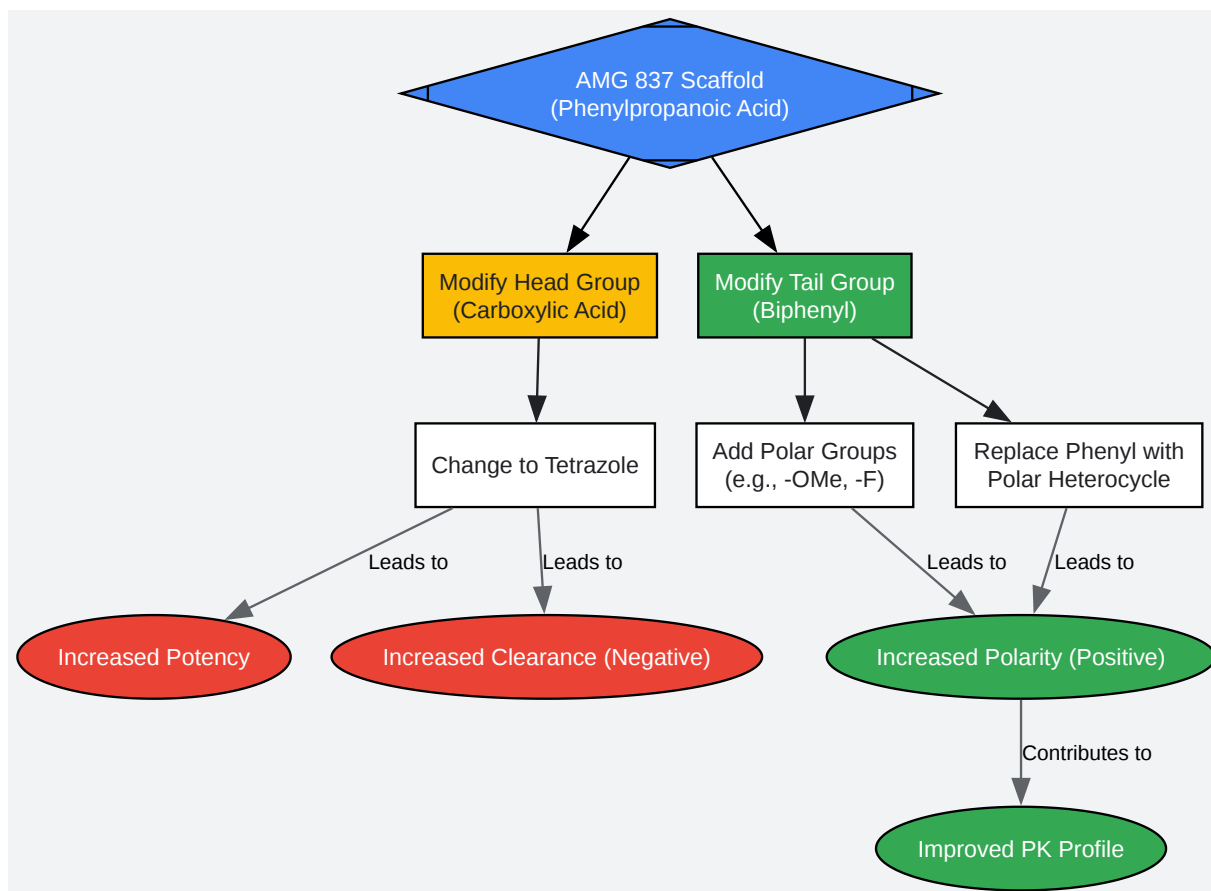 AMG 837 Scaffold
(Phenylpropanoic Acid)
Modify Head Group
(Carboxylic Acid)
Modify Tail Group
(Biphenyl)
Change to Tetrazole
Add Polar Groups
(e.g., -OMe, -F)
Replace Phenyl with
Polar Heterocycle
Leads to
Leads to
Leads to
Leads to
Increased Potency
Increased Clearance (Negative)
Increased Polarity (Positive)
Contributes to
Improved PK Profile